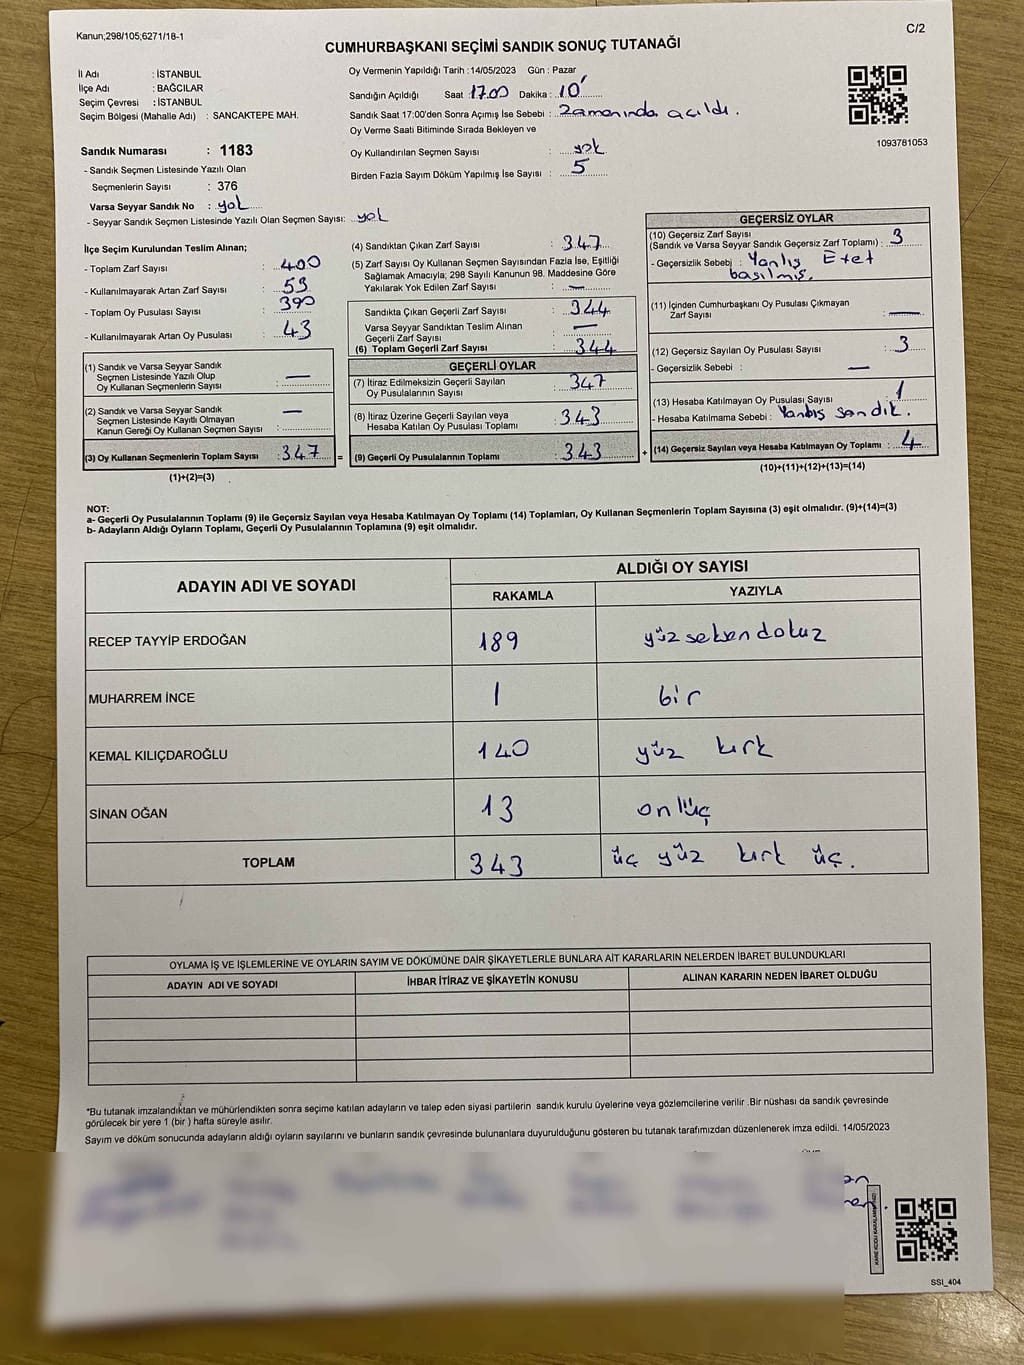 Kanun;298/105;6271/18-1
C/2
CUMHURBAŞKANI SEÇİMİ SANDIK SONUÇ TUTANAĞI
İl Adı : İSTANBUL
İlçe Adı : BAĞCILAR
Seçim Çevresi : İSTANBUL
Seçim Bölgesi (Mahalle Adı) : SANCAKTEPE MAH.
Sandık Numarası : 1183
- Sandık Seçmen Listesinde Yazılı Olan
Seçmenlerin Sayısı : 376
Varsa Seyyar Sandık No : yok
- Seyyar Sandık Seçmen Listesinde Yazılı Olan Seçmen Sayısı: yok
Oy Vermenin Yapıldığı Tarih :14/05/2023 Gün : Pazar
Sandığın Açıldığı Saat :17.00 Dakika : 10'
Sandık Saat 17:00'den Sonra Açımış İse Sebebi : Zamanında açıldı.
Oy Verme Saati Bitiminde Sırada Bekleyen ve
Oy Kullandırılan Seçmen Sayısı : yok
Birden Fazla Sayım Döküm Yapılmış İse Sayısı : 5
1093781053
İlçe Seçim Kurulundan Teslim Alınan;
- Toplam Zarf Sayısı : 400
- Kullanılmayarak Artan Zarf Sayısı : 53
- Toplam Oy Pusulası Sayısı : 390
- Kullanılmayarak Artan Oy Pusulası : 43
(1) Sandık ve Varsa Seyyar Sandık
Seçmen Listesinde Yazılı Olup
Oy Kullanan Seçmenlerin Sayısı : —
(2) Sandık ve Varsa Seyyar Sandık
Seçmen Listesinde Kayıtlı Olmayan
Kanun Gereği Oy Kullanan Seçmen Sayısı : —
(3) Oy Kullanan Seçmenlerin Toplam Sayısı : 347 =
(1)+(2)=(3)
(4) Sandıktan Çıkan Zarf Sayısı : 347
(5) Zarf Sayısı Oy Kullanan Seçmen Sayısından Fazla İse, Eşitliği
Sağlamak Amacıyla; 298 Sayılı Kanunun 98. Maddesine Göre
Yakılarak Yok Edilen Zarf Sayısı : —
Sandıkta Çıkan Geçerli Zarf Sayısı : 344
Varsa Seyyar Sandıktan Teslim Alınan
Geçerli Zarf Sayısı : —
(6) Toplam Geçerli Zarf Sayısı : 344
GEÇERLİ OYLAR
(7) İtiraz Edilmeksizin Geçerli Sayılan
Oy Pusulalarının Sayısı : 347
(8) İtiraz Üzerine Geçerli Sayılan veya
Hesaba Katılan Oy Pusulası Toplamı : 343
(9) Geçerli Oy Pusulalarının Toplamı : 343 +
GEÇERSİZ OYLAR
(10) Geçersiz Zarf Sayısı
(Sandık ve Varsa Seyyar Sandık Geçersiz Zarf Toplamı) : 3
- Geçersizlik Sebebi : Yanlış Evet
basılmış.
(11) İçinden Cumhurbaşkanı Oy Pusulası Çıkmayan
Zarf Sayısı : —
(12) Geçersiz Sayılan Oy Pusulası Sayısı : 3
- Geçersizlik Sebebi : —
(13) Hesaba Katılmayan Oy Pusulası Sayısı : 1
- Hesaba Katılmama Sebebi : Yanlış sandık.
(14) Geçersiz Sayılan veya Hesaba Katılmayan Oy Toplamı : 4
(10)+(11)+(12)+(13)=(14)
NOT:
a- Geçerli Oy Pusulalarının Toplamı (9) ile Geçersiz Sayılan veya Hesaba Katılmayan Oy Toplamı (14) Toplamları, Oy Kullanan Seçmenlerin Toplam Sayısına (3) eşit olmalıdır. (9)+(14)=(3)
b- Adayların Aldığı Oyların Toplamı, Geçerli Oy Pusulalarının Toplamına (9) eşit olmalıdır.
ADAYIN ADI VE SOYADI
ALDIĞI OY SAYISI
RAKAMLA YAZIYLA
RECEP TAYYİP ERDOĞAN 189 yüz seksen dokuz
MUHARREM İNCE 1 bir
KEMAL KILIÇDAROĞLU 140 yüz kırk
SİNAN OĞAN 13 onüç
TOPLAM 343 üç yüz kırk üç.
OYLAMA İŞ VE İŞLEMLERİNE VE OYLARIN SAYIM VE DÖKÜMÜNE DAİR ŞİKAYETLERLE BUNLARA AİT KARARLARIN NELERDEN İBARET BULUNDUKLARI
ADAYIN ADI VE SOYADI İHBAR İTİRAZ VE ŞİKAYETİN KONUSU ALINAN KARARIN NEDEN İBARET OLDUĞU
*Bu tutanak imzalandıktan ve mühürlendikten sonra seçime katılan adayların ve talep eden siyasi partilerin sandık kurulu üyelerine veya gözlemcilerine verilir .Bir nüshası da sandık çevresinde
görülecek bir yere 1 (bir ) hafta süreyle asılır.
Sayım ve döküm sonucunda adayların aldığı oyların sayılarını ve bunların sandık çevresinde bulunanlara duyurulduğunu gösteren bu tutanak tarafımızdan düzenlenerek imza edildi. 14/05/2023
SSI_404